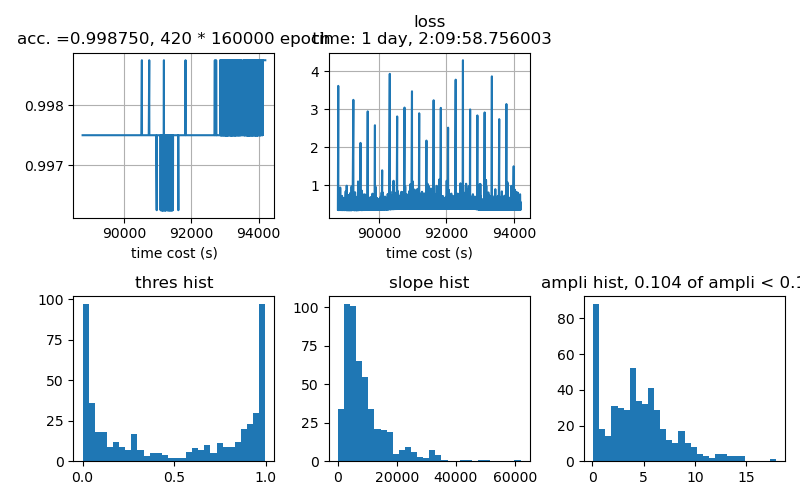 loss
acc. =0.998750, 420 * 160000 epoch
time: 1 day, 2:09:58.756003
0.998
0.997
90000 92000 94000
time cost (s)
4
3
2
1
90000 92000 94000
time cost (s)
thres hist
100
75
50
25
0
0.0 0.5 1.0
slope hist
100
75
50
25
0
0 20000 40000 60000
ampli hist, 0.104 of ampli < 0.1
80
60
40
20
0
0 5 10 15